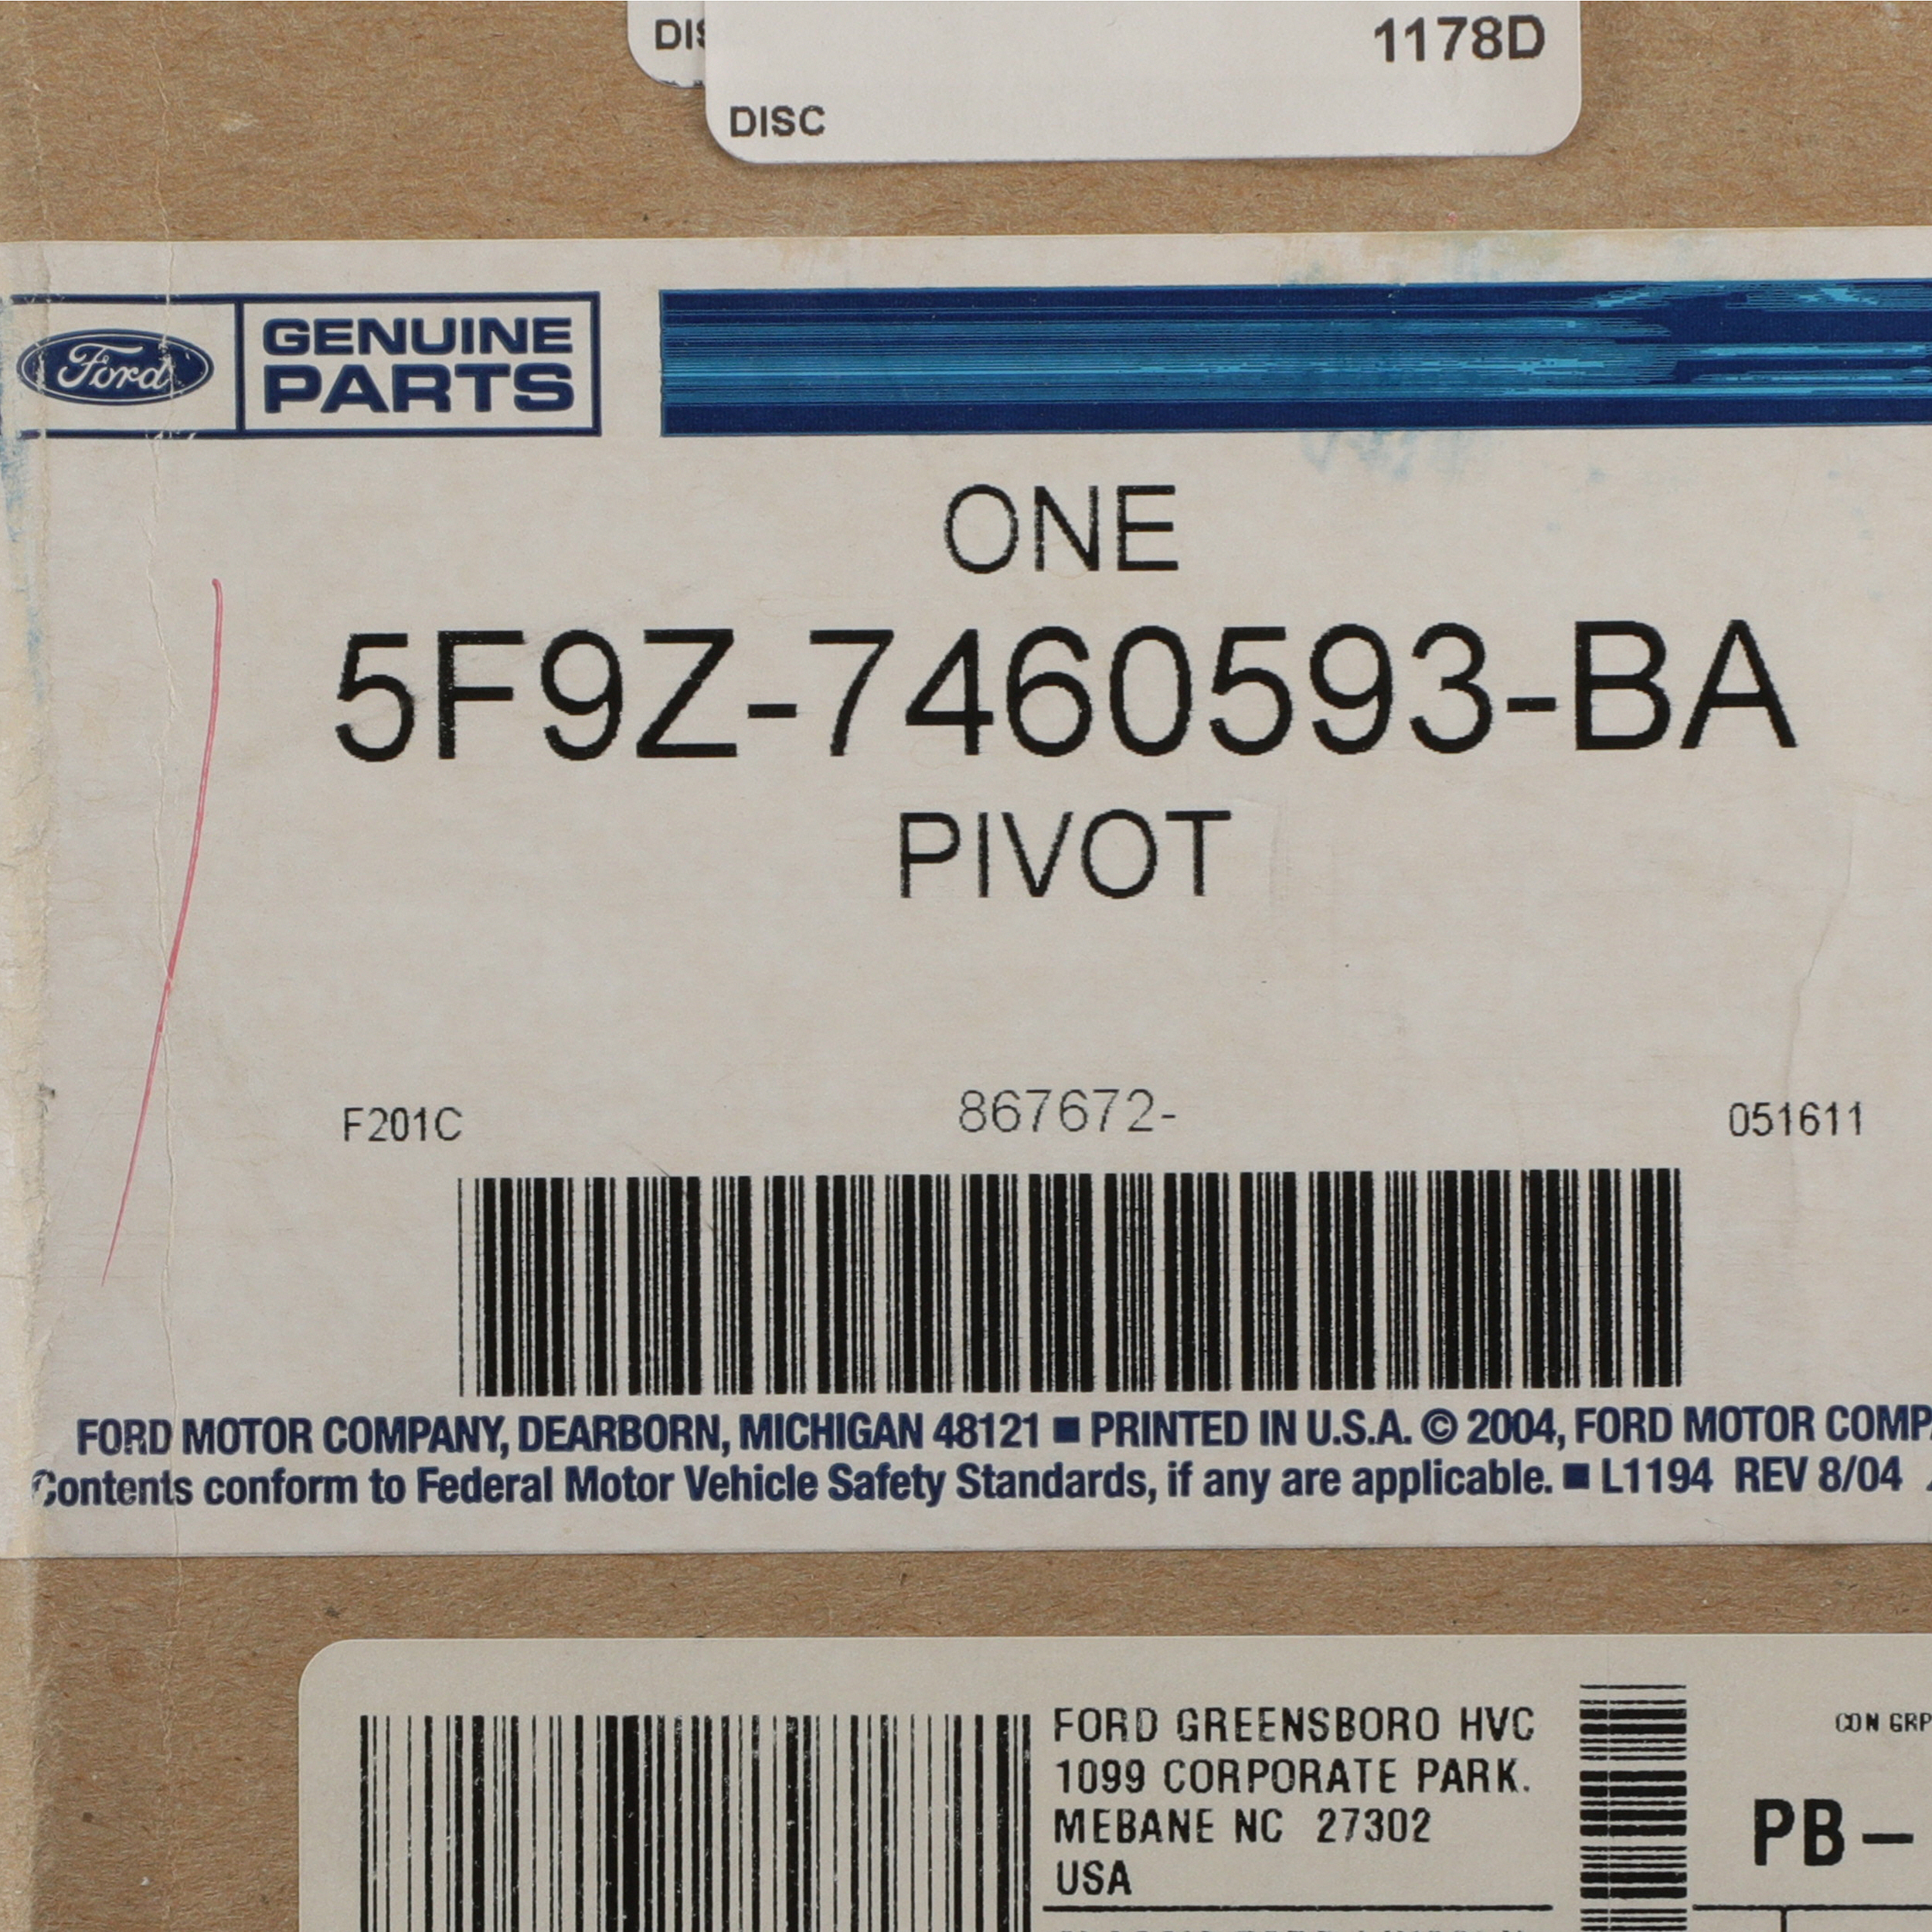 1178D
DISC
Ford GENUINE
PARTS
ONE
5F9Z-7460593-BA
PIVOT
F201C 867672- 051611
FORD MOTOR COMPANY, DEARBORN, MICHIGAN 48121 ■ PRINTED IN U.S.A. © 2004, FORD MOTOR
Contents conform to Federal Motor Vehicle Safety Standards, if any are applicable. ■ L1194 REV 8/04
FORD GREENSBORO HVC
1099 CORPORATE PARK.
MEBANE NC 27302
USA
CON GRP
PB–